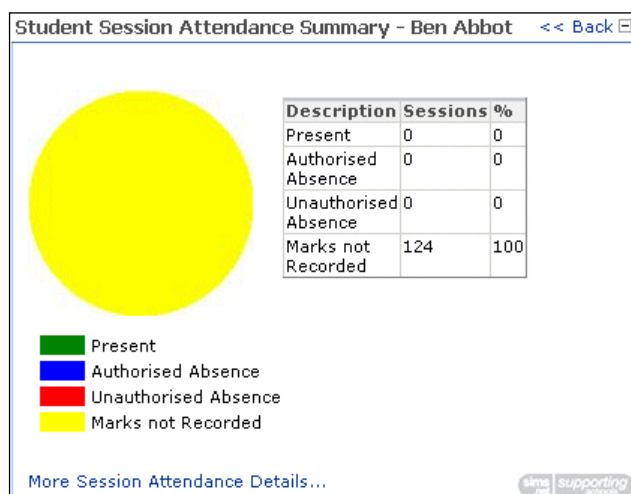 Student Session Attendance Summary - Ben Abbot << Back
Description Sessions %
Present 0 0
Authorised Absence 0 0
Unauthorised Absence 0 0
Marks not Recorded 124 100
Present
Authorised Absence
Unauthorised Absence
Marks not Recorded
More Session Attendance Details...
sims .net supporting schools